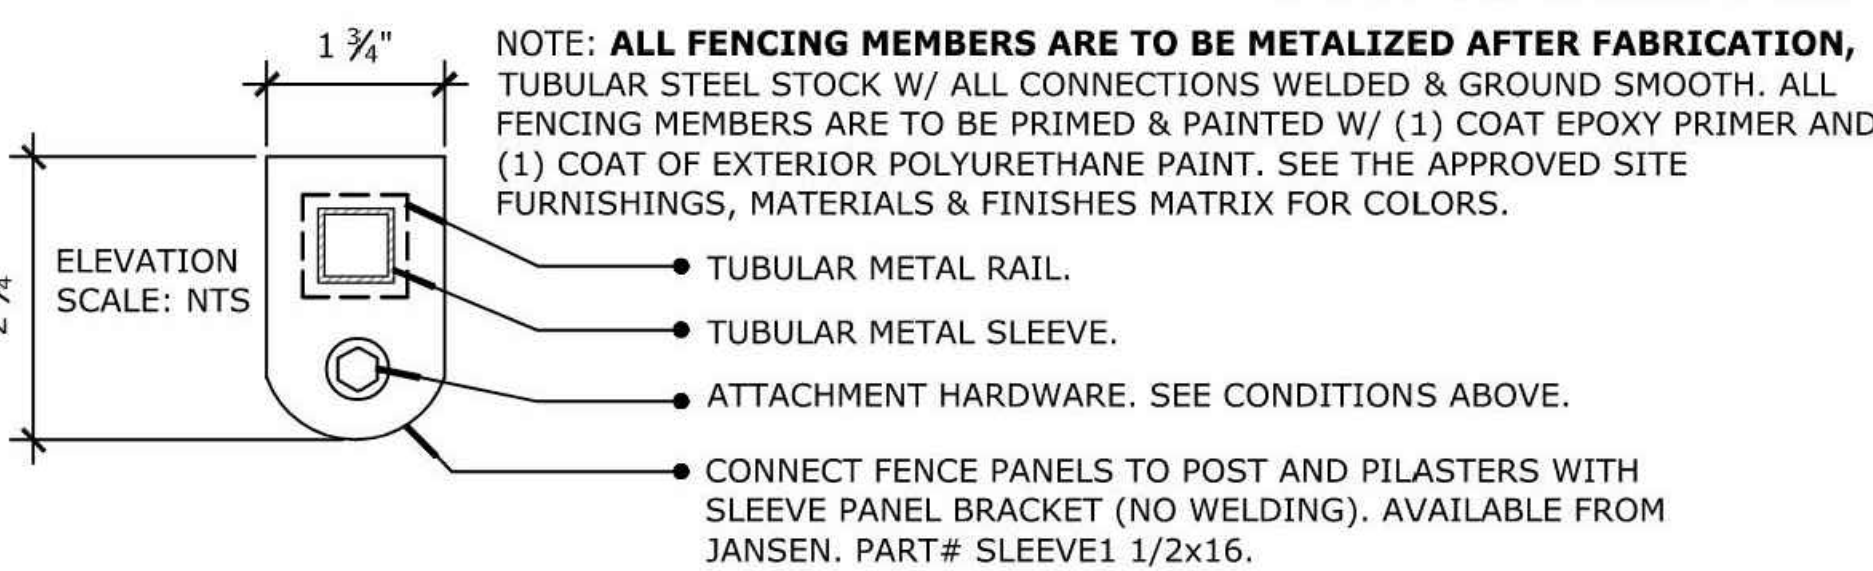 1 ¾"
NOTE: ALL FENCING MEMBERS ARE TO BE METALIZED AFTER FABRICATION,
TUBULAR STEEL STOCK W/ ALL CONNECTIONS WELDED & GROUND SMOOTH. ALL
FENCING MEMBERS ARE TO BE PRIMED & PAINTED W/ (1) COAT EPOXY PRIMER AND
(1) COAT OF EXTERIOR POLYURETHANE PAINT. SEE THE APPROVED SITE
FURNISHINGS, MATERIALS & FINISHES MATRIX FOR COLORS.
ELEVATION
SCALE: NTS
TUBULAR METAL RAIL.
TUBULAR METAL SLEEVE.
ATTACHMENT HARDWARE. SEE CONDITIONS ABOVE.
CONNECT FENCE PANELS TO POST AND PILASTERS WITH
SLEEVE PANEL BRACKET (NO WELDING). AVAILABLE FROM
JANSEN. PART# SLEEVE1 1/2x16.